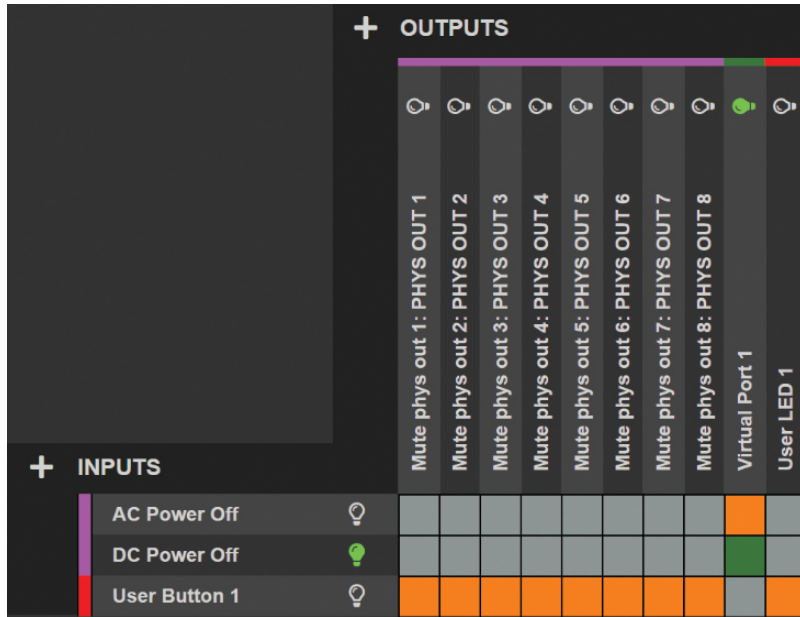 + OUTPUTS
Mute phys out 1: PHYS OUT 1
Mute phys out 2: PHYS OUT 2
Mute phys out 3: PHYS OUT 3
Mute phys out 4: PHYS OUT 4
Mute phys out 5: PHYS OUT 5
Mute phys out 6: PHYS OUT 6
Mute phys out 7: PHYS OUT 7
Mute phys out 8: PHYS OUT 8
Virtual Port 1
User LED 1
+ INPUTS
AC Power Off
DC Power Off
User Button 1